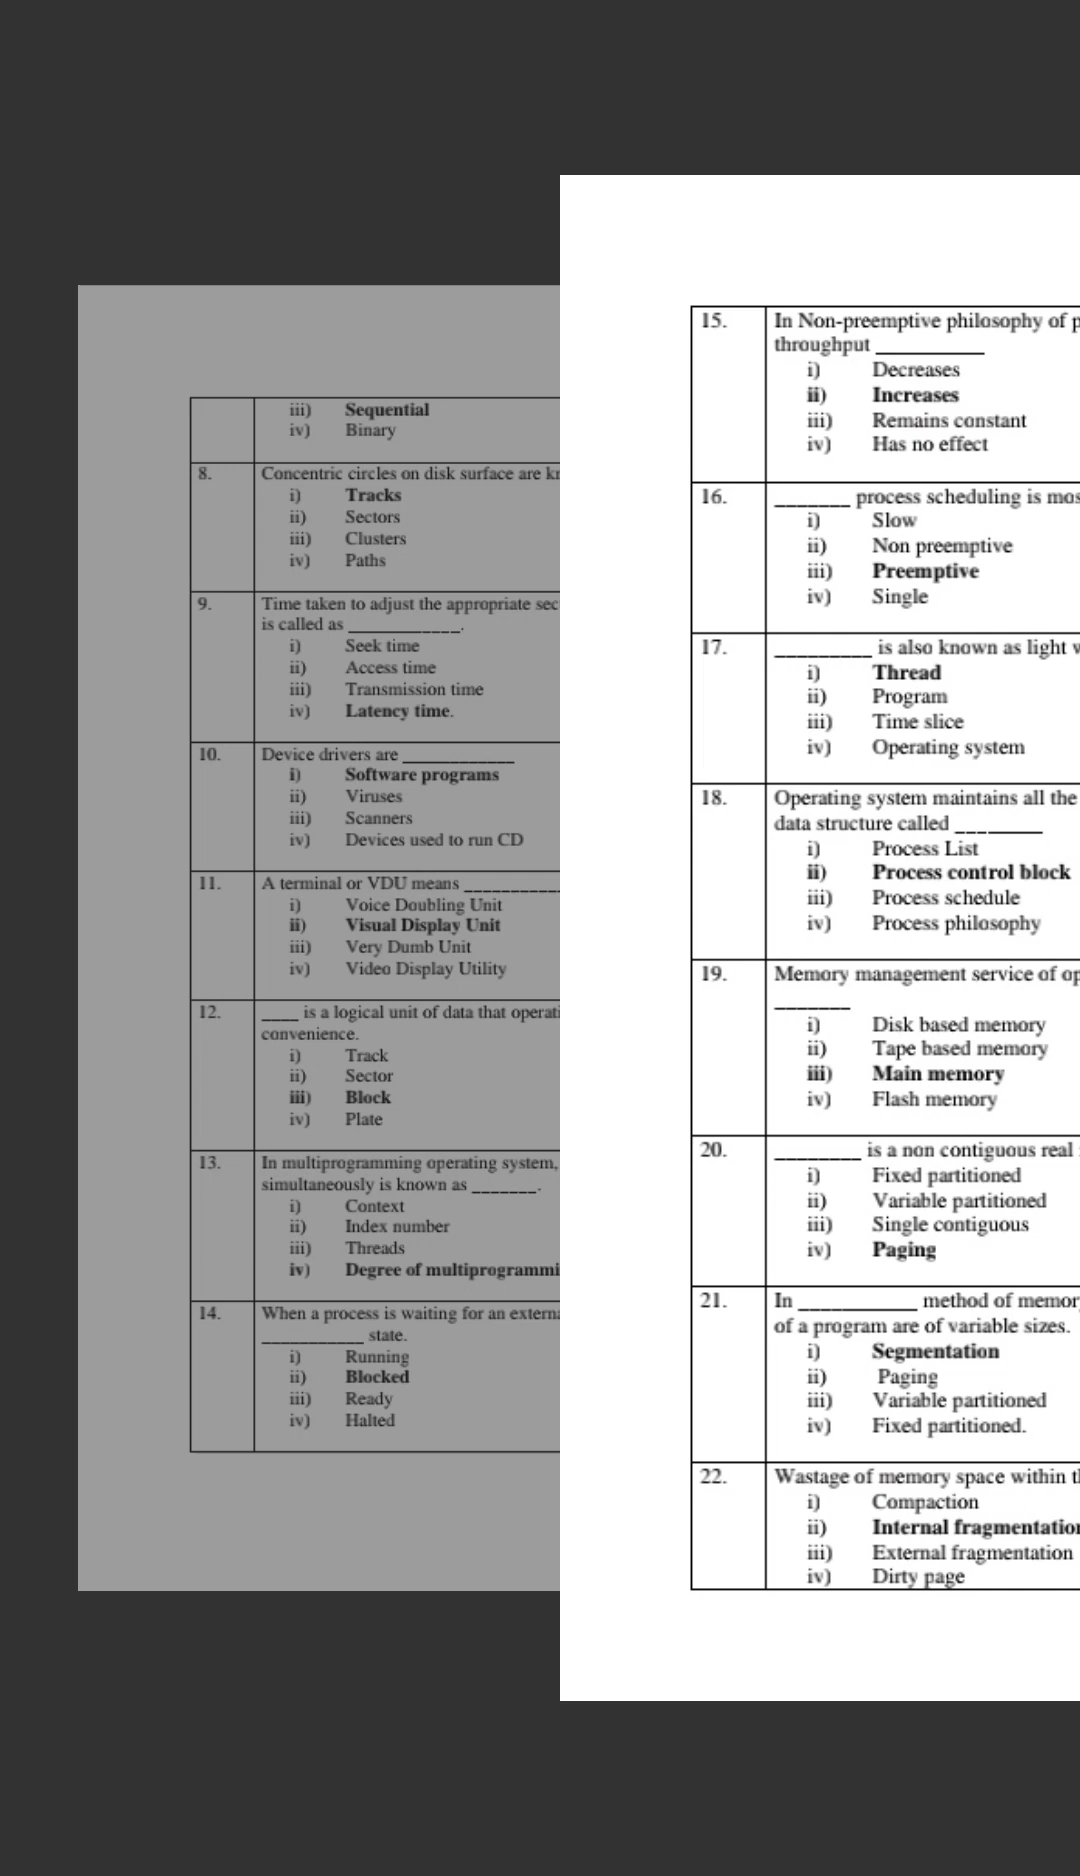 iii) Sequential
iv) Binary
8. Concentric circles on disk surface are
i) Tracks
ii) Sectors
iii) Clusters
iv) Paths
9. Time taken to adjust the appropriate
is called as ____________.
i) Seek time
ii) Access time
iii) Transmission time
iv) Latency time.
10. Device drivers are ____________
i) Software programs
ii) Viruses
iii) Scanners
iv) Devices used to run CD
11. A terminal or VDU means __________
i) Voice Doubling Unit
ii) Visual Display Unit
iii) Very Dumb Unit
iv) Video Display Utility
12. ____ is a logical unit of data that
convenience.
i) Track
ii) Sector
iii) Block
iv) Plate
13. In multiprogramming operating system,
simultaneously is known as _______.
i) Context
ii) Index number
iii) Threads
iv) Degree of
14. When a process is waiting for an
___________ state.
i) Running
ii) Blocked
iii) Ready
iv) Halted
15. In Non-preemptive philosophy of
throughput __________
i) Decreases
ii) Increases
iii) Remains constant
iv) Has no effect
16. _______ process scheduling is
i) Slow
ii) Non preemptive
iii) Preemptive
iv) Single
17. _________ is also known as light
i) Thread
ii) Program
iii) Time slice
iv) Operating system
18. Operating system maintains all the
data structure called ________
i) Process List
ii) Process control block
iii) Process schedule
iv) Process philosophy
19. Memory management service of
_______
i) Disk based memory
ii) Tape based memory
iii) Main memory
iv) Flash memory
20. ________ is a non contiguous real
i) Fixed partitioned
ii) Variable partitioned
iii) Single contiguous
iv) Paging
21. In ___________ method of
of a program are of variable sizes.
i) Segmentation
ii) Paging
iii) Variable partitioned
iv) Fixed partitioned.
22. Wastage of memory space within
i) Compaction
ii) Internal
iii) External fragmentation
iv) Dirty page